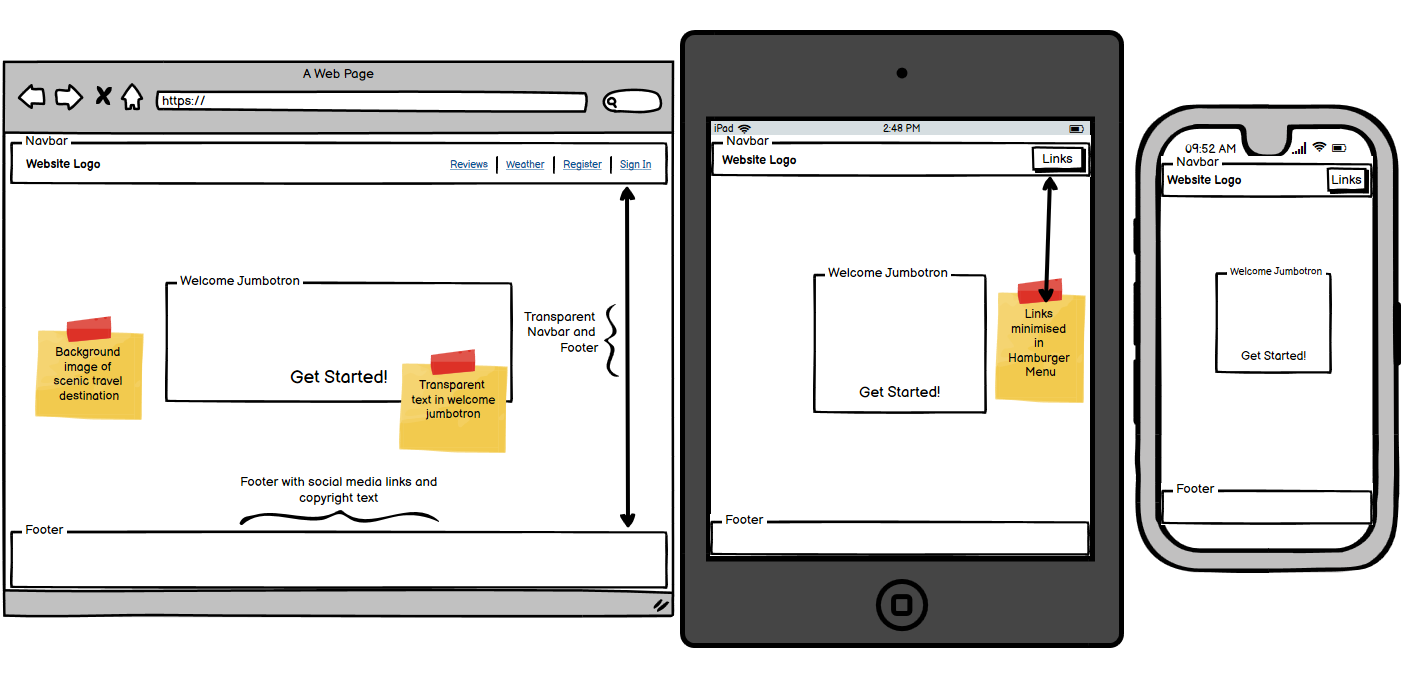 A Web Page
https://
Navbar
Website Logo
Reviews
Weather
Register
Sign In
Welcome Jumbotron
Get Started!
Background
image of
scenic travel
destination
Transparent
text in welcome
jumbotron
Transparent
Navbar and
Footer
Footer with social media links and
copyright text
Footer
iPad
2:48 PM
Navbar
Website Logo
Links
Welcome Jumbotron
Get Started!
Links
minimised
in
Hamburger
Menu
Footer
09:52 AM
Navbar
Website Logo
Links
Welcome Jumbotron
Get Started!
Footer